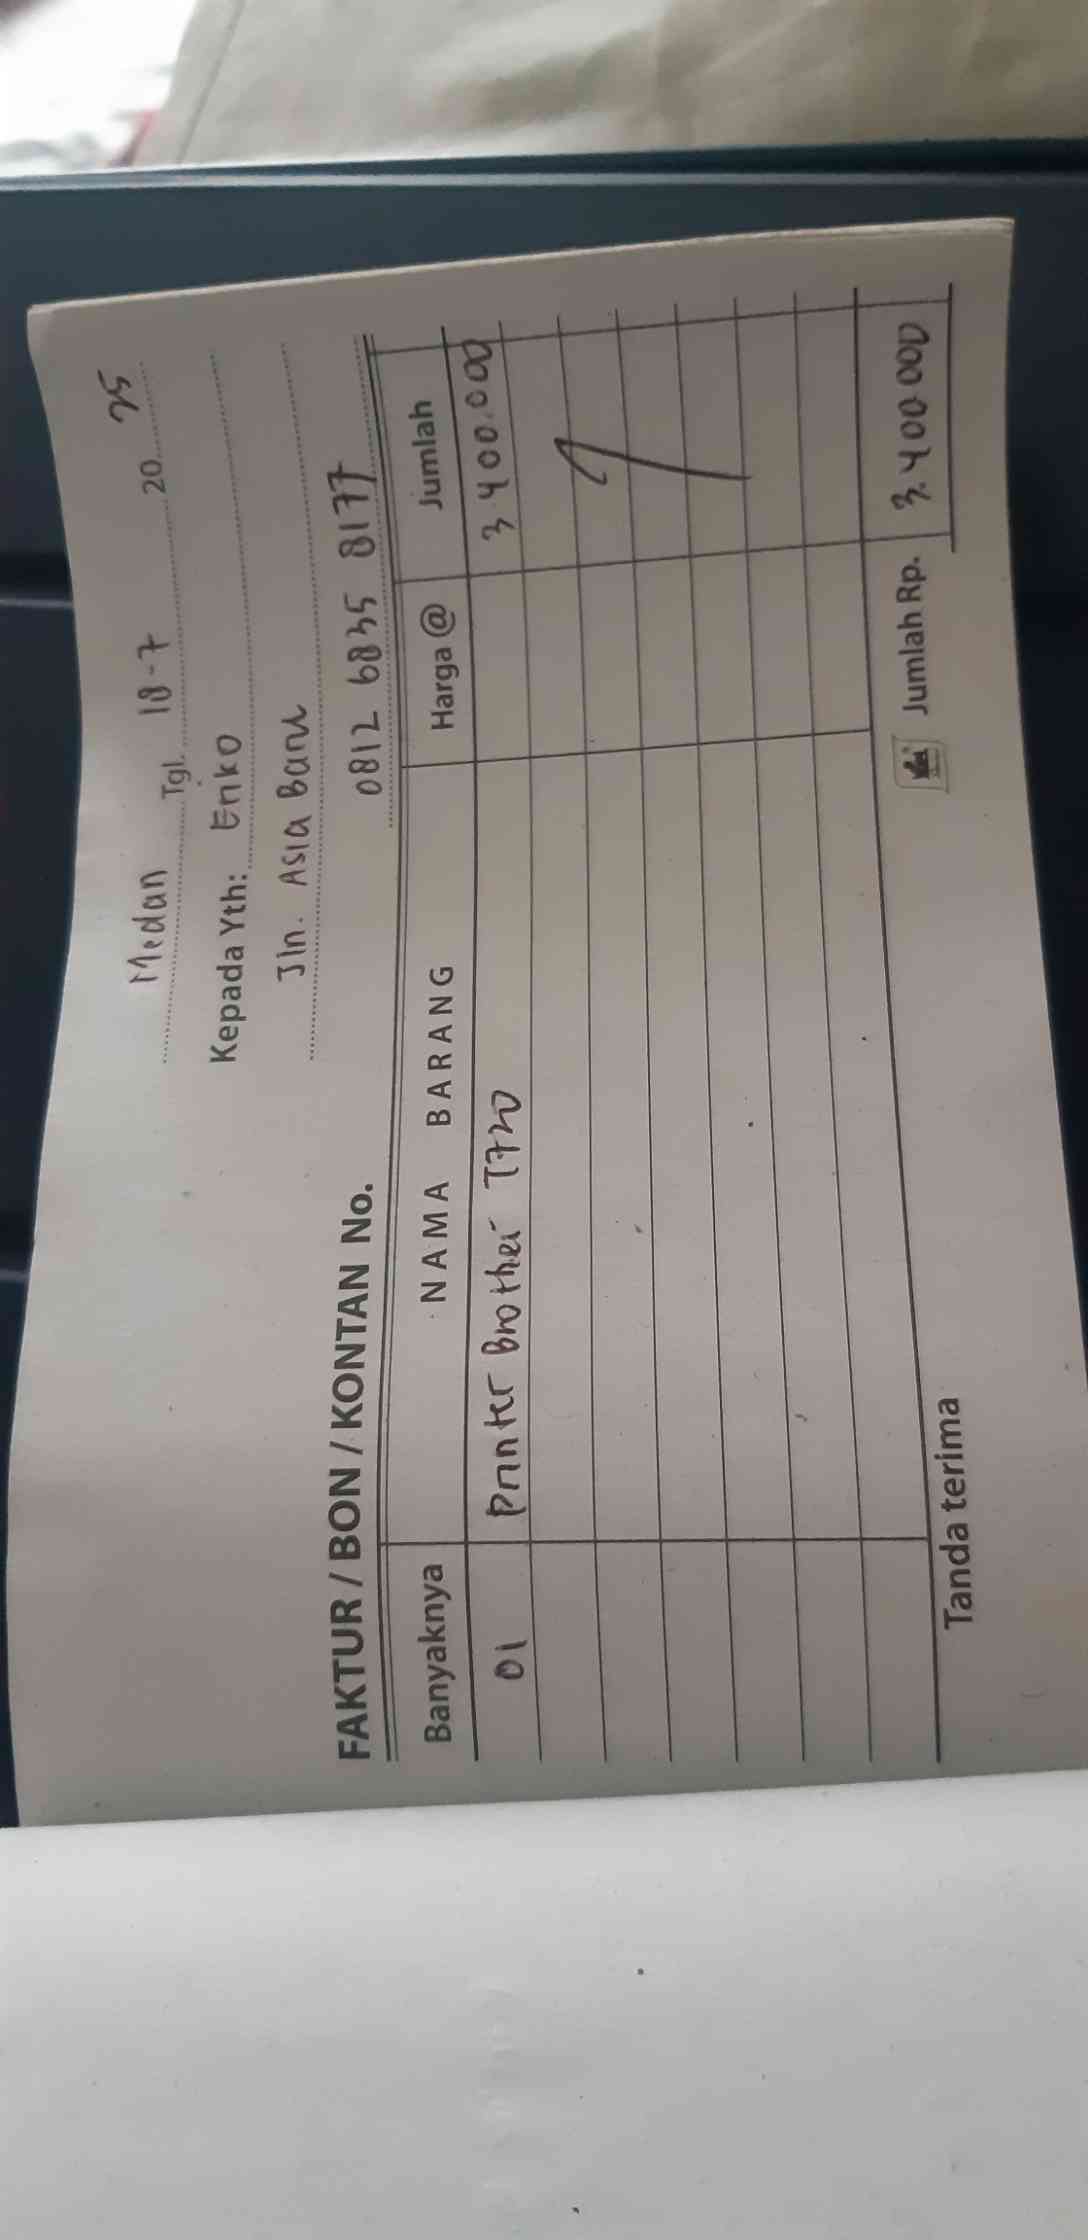 Medan Tgl. 18-7 20 25
Kepada Yth: Enko
Jln. Asia Baru
0812 6835 8177
FAKTUR / BON / KONTAN No.
Banyaknya NAMA BARANG Harga @ Jumlah
01 Printer Brother T720 3.400.000
Jumlah Rp. 3.400.000
Tanda terima